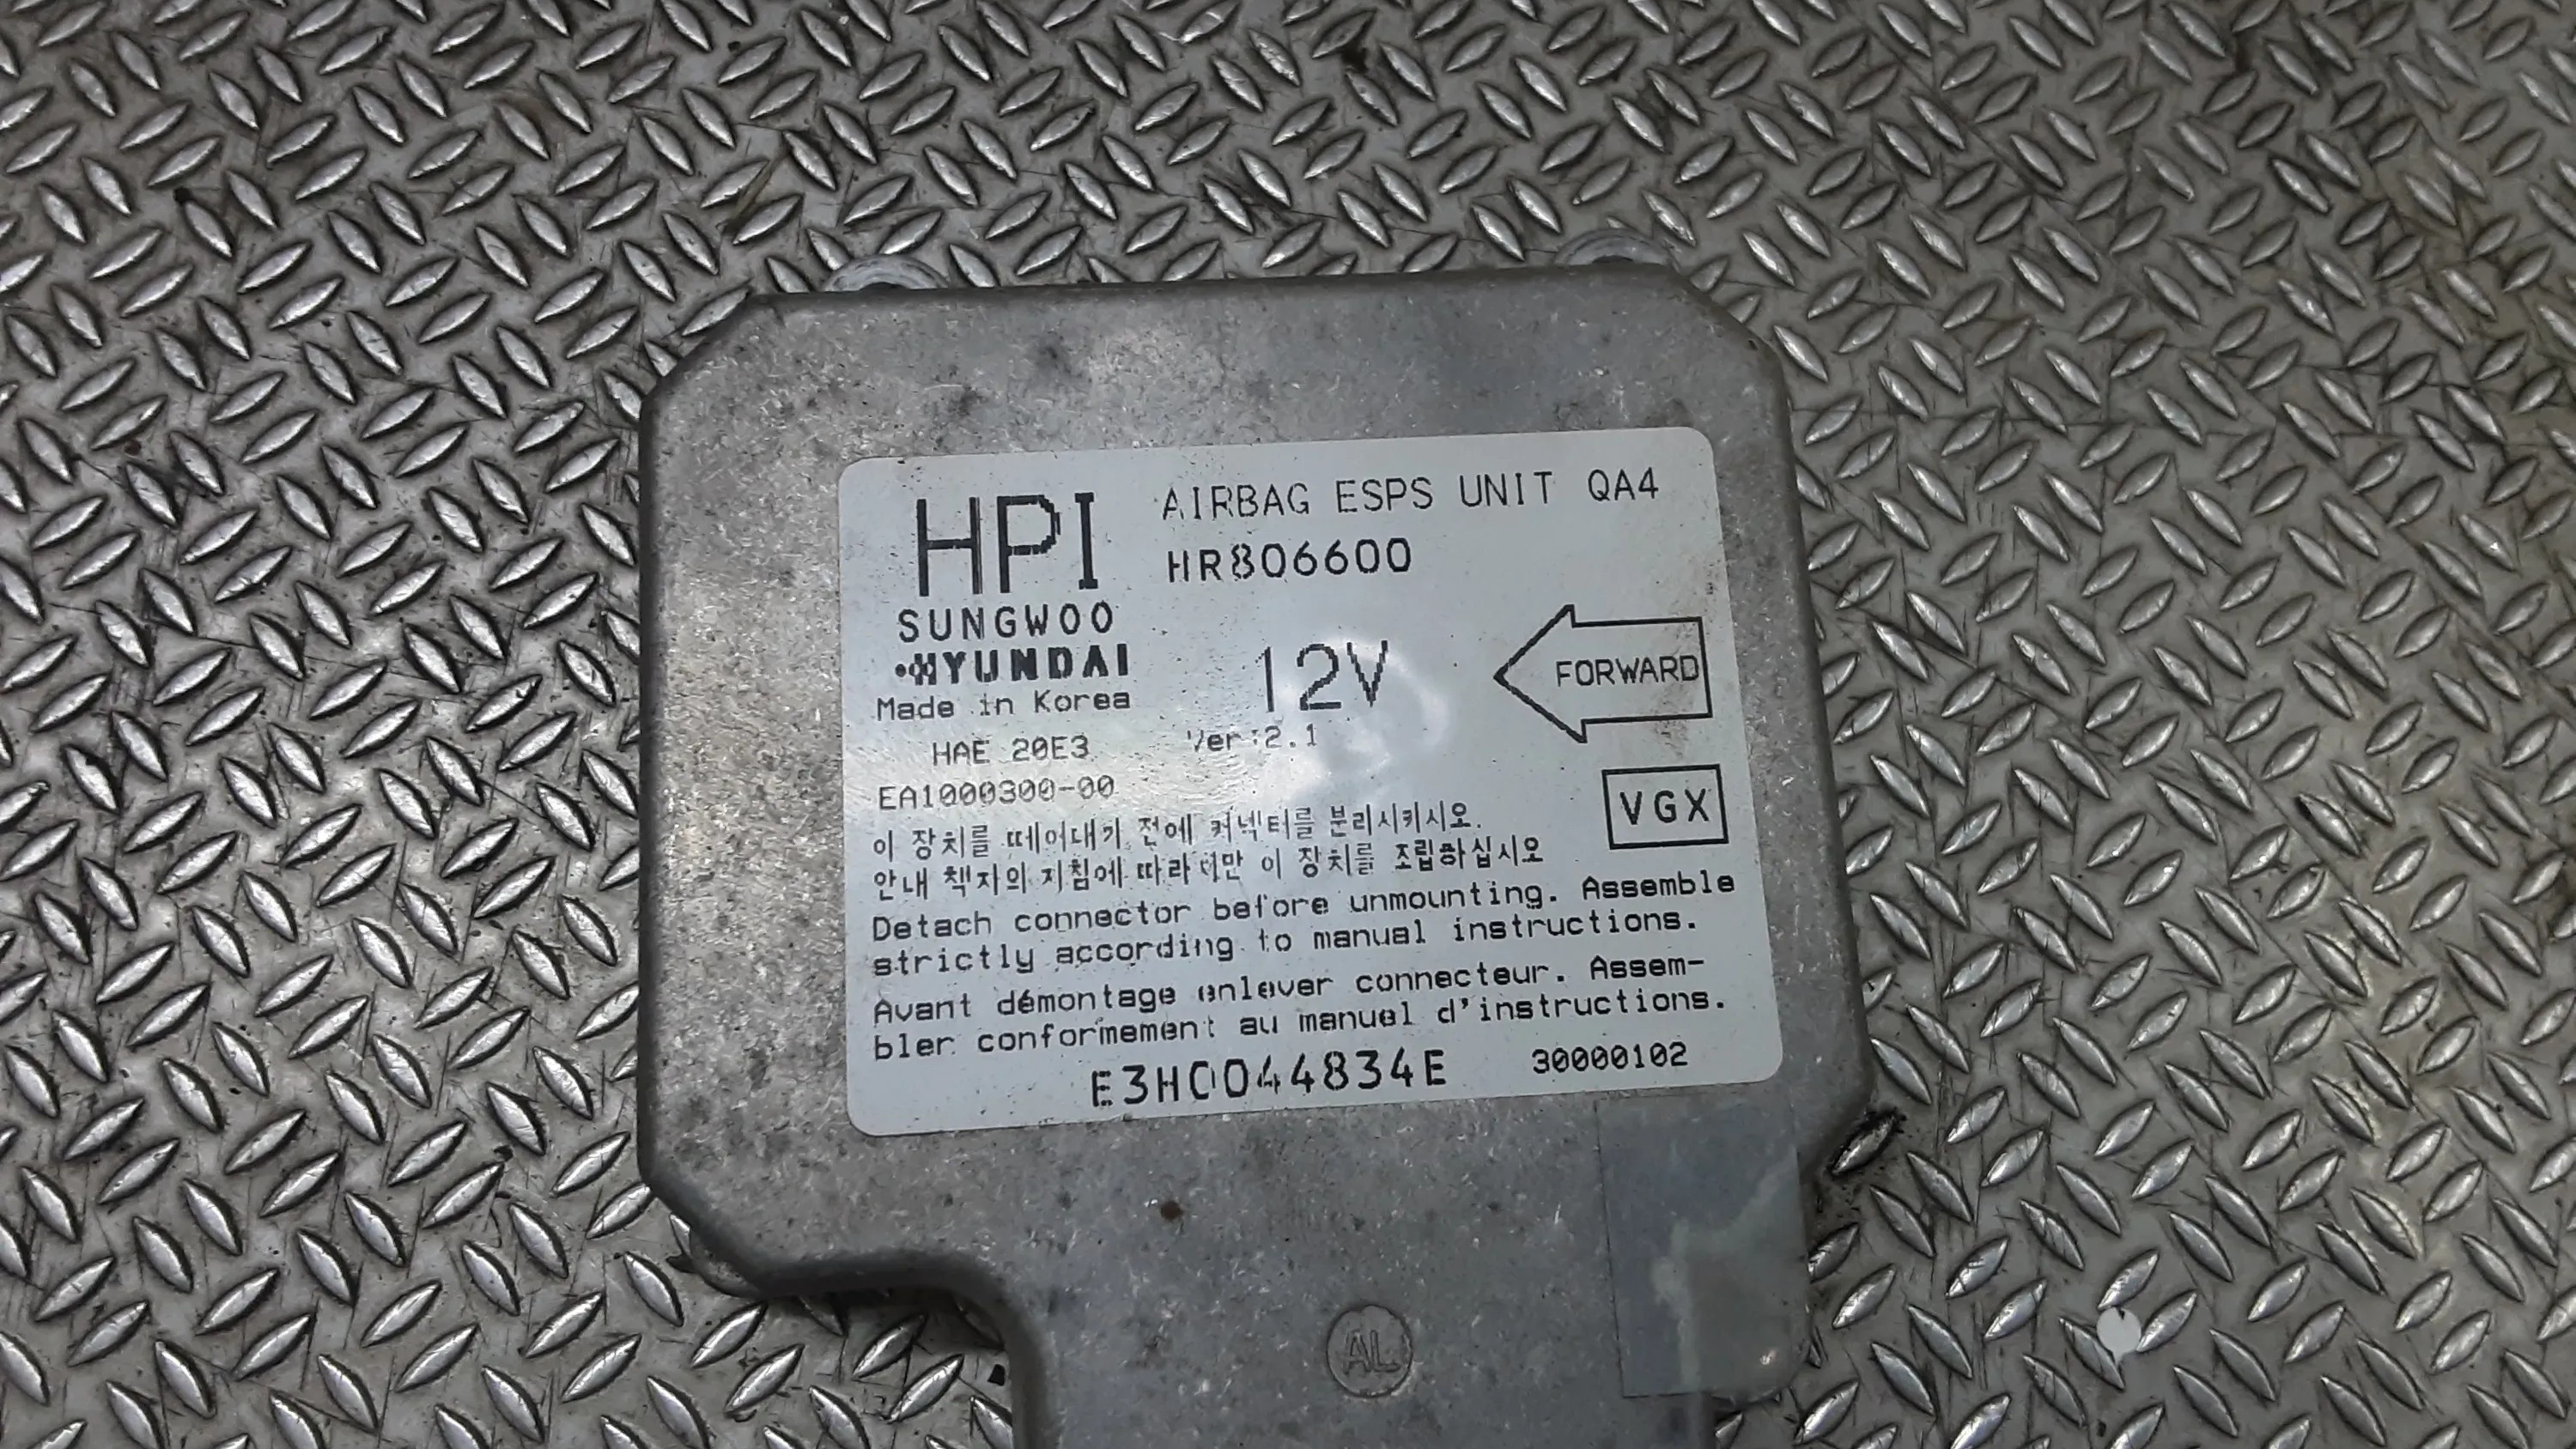 HPI
AIRBAG ESPS UNIT QA4
HR806600
SUNGWOO
HYUNDAI
Made in Korea
12V
FORWARD
HAE 20E3
Ver:2.1
EA1000300-00
VGX
이 장치를 떼어내기 전에 커넥터를 분리시키시오.
안내 책자의 지침에 따라서만 이 장치를 조립하십시오
Detach connector before unmounting. Assemble
strictly according to manual instructions.
Avant démontage enlever connecteur. Assem-
bler conformement au manuel d'instructions.
E3HC044834E
30000102
AL